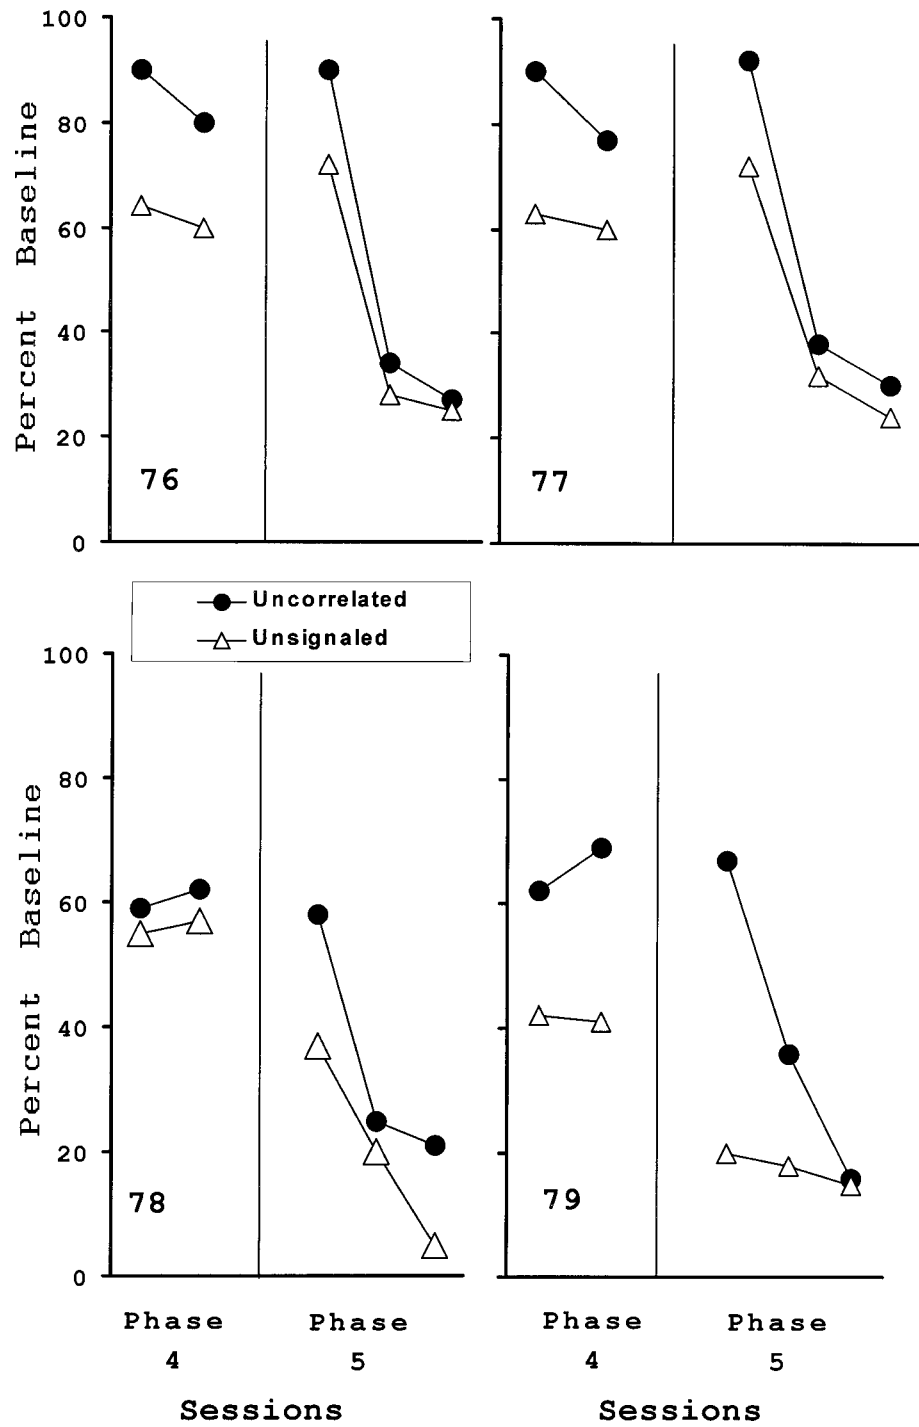 100
80
60
40
20
0
Percent Baseline
76
77
Uncorrelated
Unsignaled
100
80
60
40
20
0
Percent Baseline
78
79
Phase Phase Phase Phase
4 5 4 5
Sessions Sessions